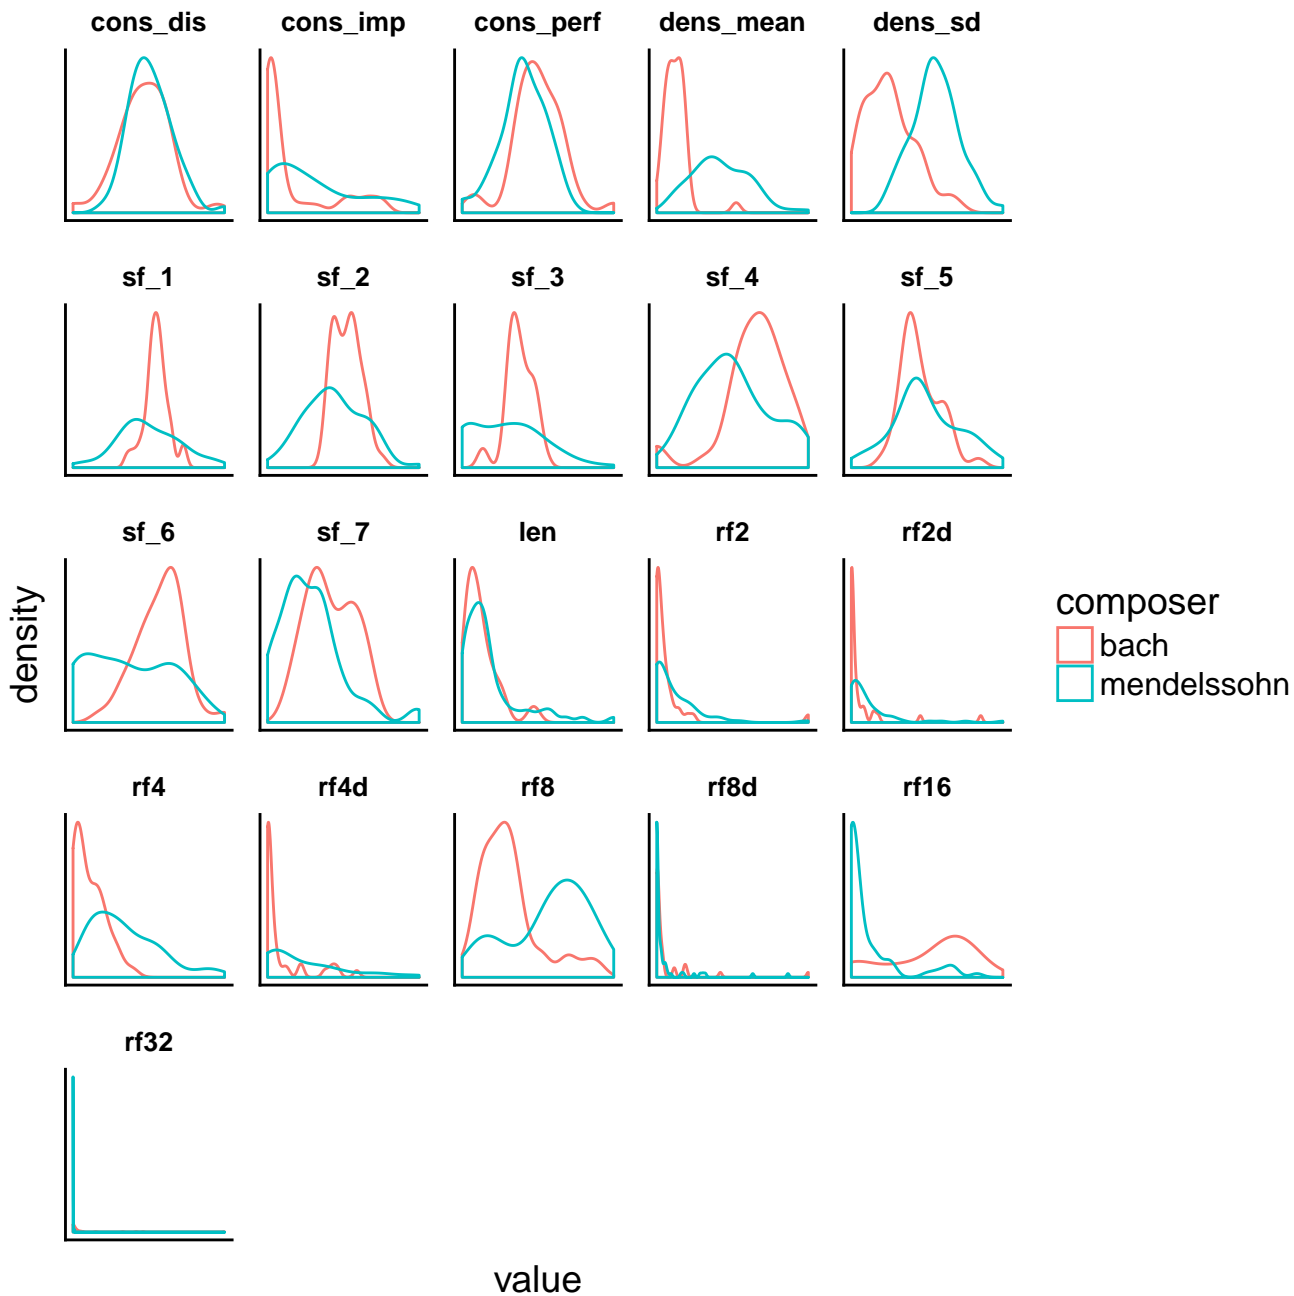 cons_dis cons_imp cons_perf dens_mean dens_sd
sf_1 sf_2 sf_3 sf_4 sf_5
sf_6 sf_7 len rf2 rf2d
rf4 rf4d rf8 rf8d rf16
rf32
density
value
composer
bach
mendelssohn